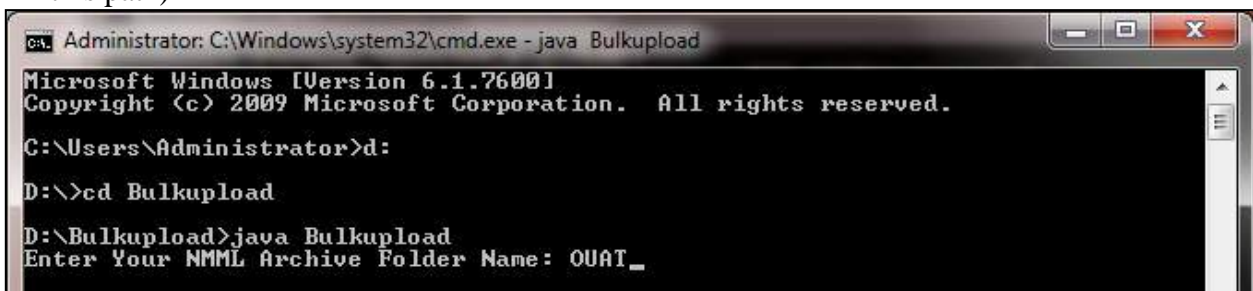 Administrator: C:\Windows\system32\cmd.exe - java Bulkupload
Microsoft Windows [Version 6.1.7600]
Copyright (c) 2009 Microsoft Corporation. All rights reserved.
C:\Users\Administrator>d:
D:\>cd Bulkupload
D:\Bulkupload>java Bulkupload
Enter Your NMML Archive Folder Name: OUAT_